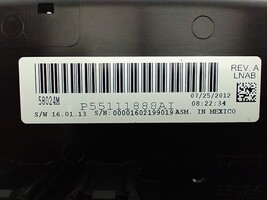 REV. A
LNAB
58024M
P55111888AI
07/25/2012
08:22:34
S/W 16.01.13 S/N: 00001602199019 ASM. IN MEXICO